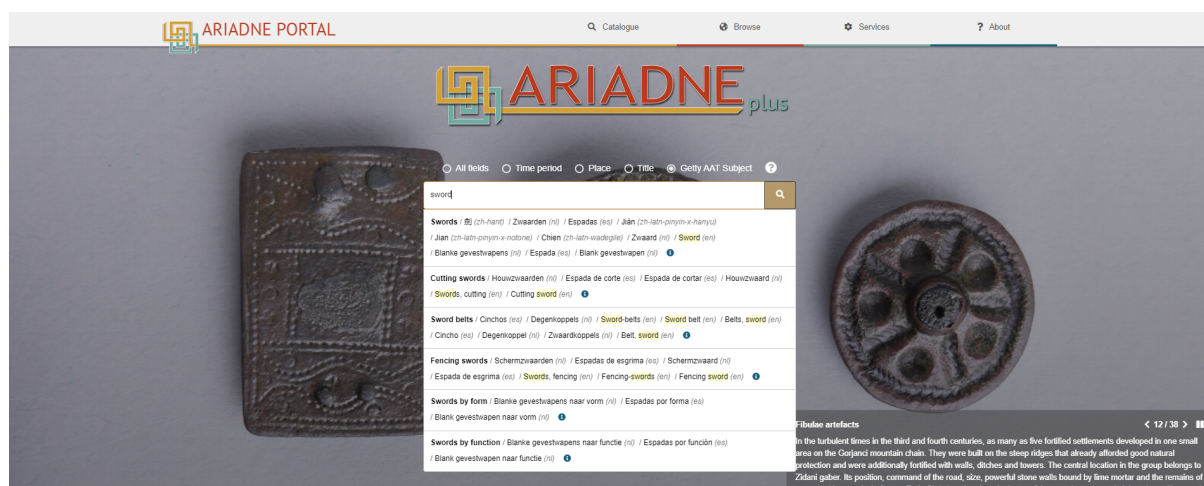 ARIADNE PORTAL
Catalogue
Browse
Services
? About
ARIADNE
plus
All fields Time period Place Title Getty AAT Subject ?
sword
Swords / 劍 (zh-hant) / Zwaarden (nl) / Espadas (es) / Jiàn (zh-latn-pinyin-x-hanyu)
/ Jian (zh-latn-pinyin-x-notone) / Chien (zh-latn-wadegile) / Zwaard (nl) / Sword (en)
/ Blanke gevestwapens (nl) / Espada (es) / Blank gevestwapen (nl)
Cutting swords / Houwzwaarden (nl) / Espada de corte (es) / Espada de cortar (es) / Houwzwaard (nl)
/ Swords, cutting (en) / Cutting sword (en)
Sword belts / Cinchos (es) / Degenkoppels (nl) / Sword-belts (en) / Sword belt (en) / Belts, sword (en)
/ Cincho (es) / Degenkoppel (nl) / Zwaardkoppels (nl) / Belt, sword (en)
Fencing swords / Schermzwaarden (nl) / Espadas de esgrima (es) / Schermzwaard (nl)
/ Espada de esgrima (es) / Swords, fencing (en) / Fencing-swords (en) / Fencing sword (en)
Swords by form / Blanke gevestwapens naar vorm (nl) / Espadas por forma (es)
/ Blank gevestwapen naar vorm (nl)
Swords by function / Blanke gevestwapens naar functie (nl) / Espadas por función (es)
/ Blank gevestwapen naar functie (nl)
Fibulae artefacts < 12 / 38 >
In the turbulent times in the third and fourth centuries, as many as five fortified settlements developed in one small
area on the Gorjanci mountain chain. They were built on the steep ridges that already afforded good natural
protection and were additionally fortified with walls, ditches and towers. The central location in the group belongs to
Zidani gaber. Its position, command of the road, size, powerful stone walls bound by lime mortar and the remains of